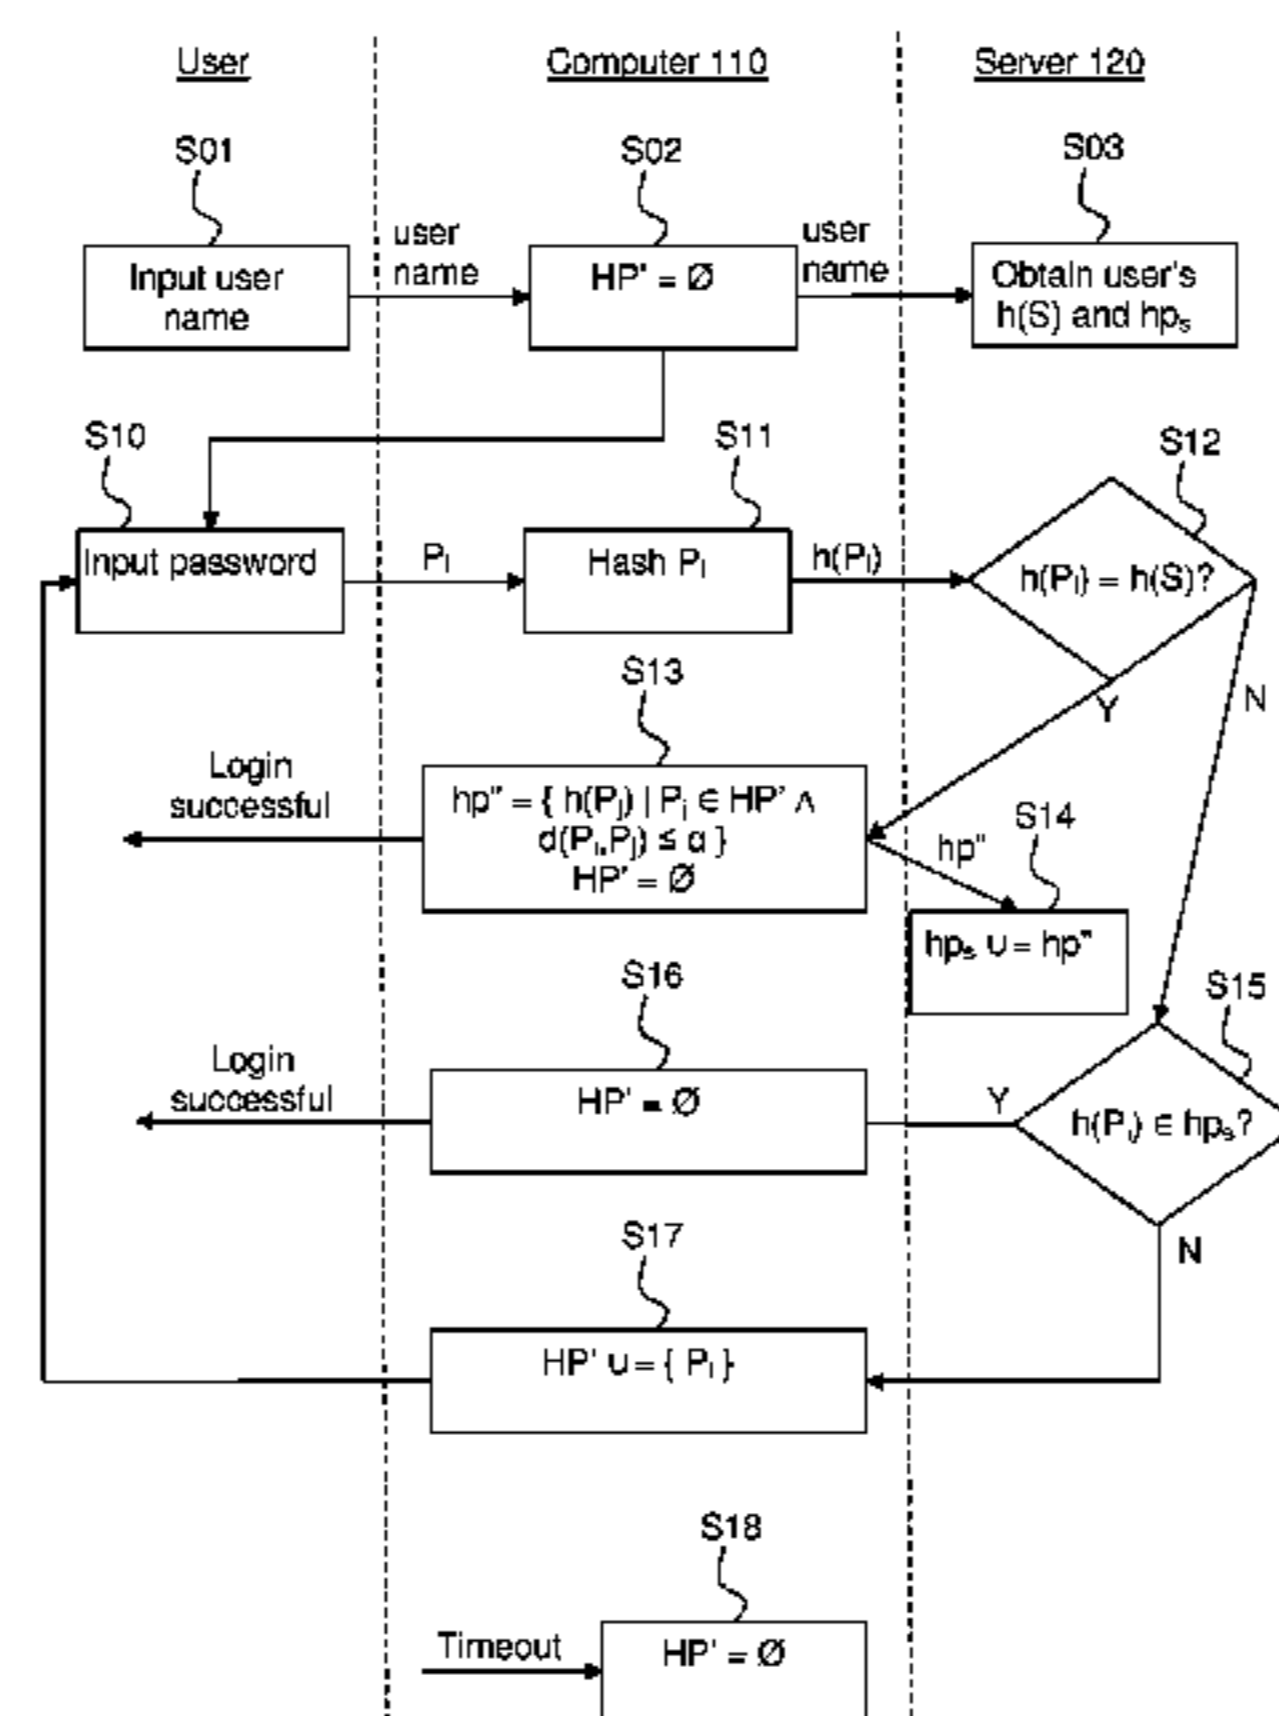 User
Computer 110
Server 120
S01
S02
S03
Input user
name
user
name
HP' = Ø
user
name
Obtain user's
h(S) and hpₛ
S10
S11
S12
Input password
Pᵢ
Hash Pᵢ
h(Pᵢ)
h(Pᵢ} = h(S)?
Y
N
S13
Login
successful
hp" = { h(Pⱼ) | Pⱼ ∈ HP' ∧
d(Pᵢ,Pⱼ) ≤ α }
HP' = Ø
hp"
S14
hpₛ ∪ = hp"
S15
S16
Login
successful
HP' = Ø
Y
h(Pᵢ) ∈ hpₛ?
N
S17
HP' ∪ = { Pᵢ }
S18
Timeout
HP' = Ø